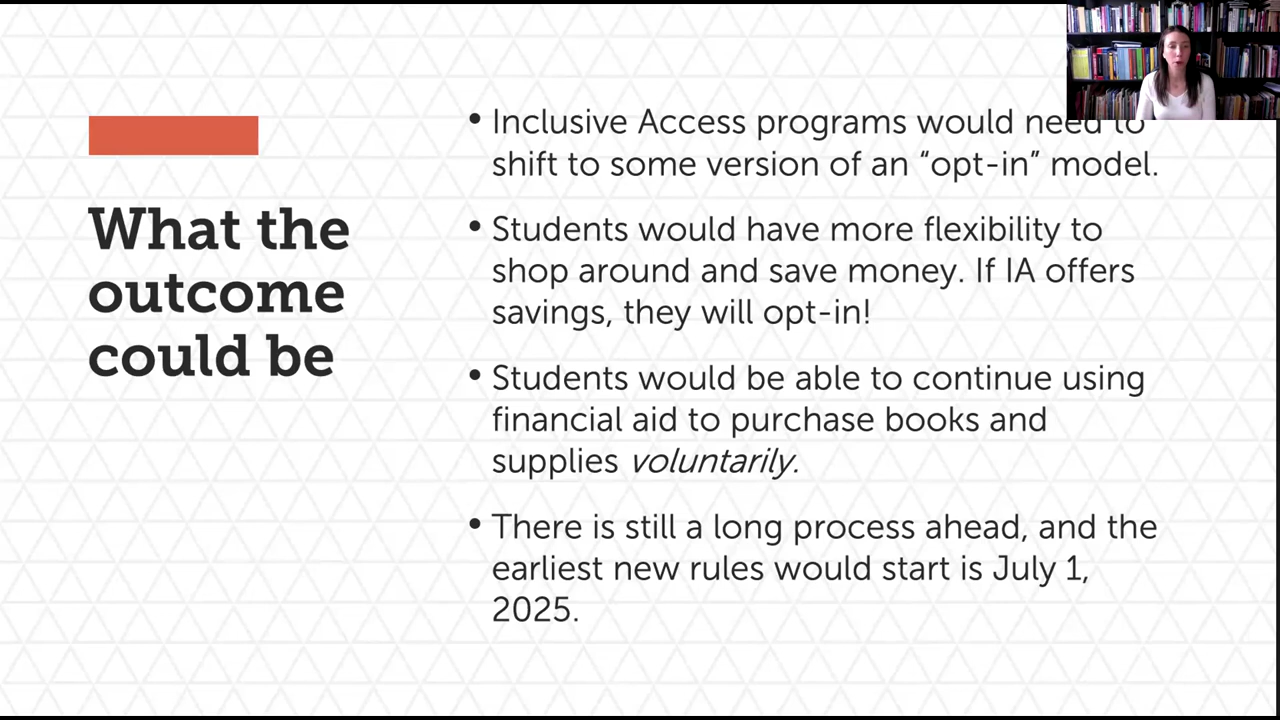 What the
outcome
could be
• Inclusive Access programs would need to
shift to some version of an “opt-in” model.
• Students would have more flexibility to
shop around and save money. If IA offers
savings, they will opt-in!
• Students would be able to continue using
financial aid to purchase books and
supplies voluntarily.
• There is still a long process ahead, and the
earliest new rules would start is July 1,
2025.